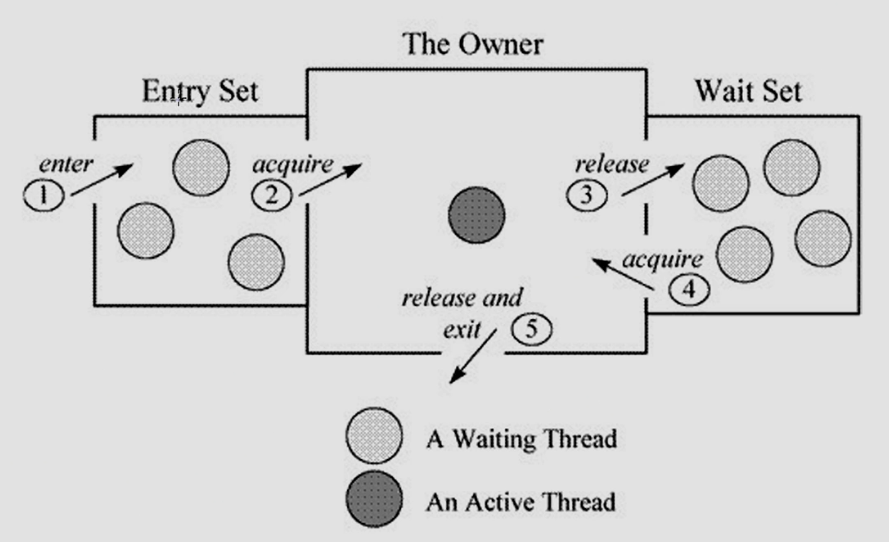 The Owner
Entry Set
Wait Set
enter
1
acquire
2
release
3
acquire
4
release and
exit 5
A Waiting Thread
An Active Thread